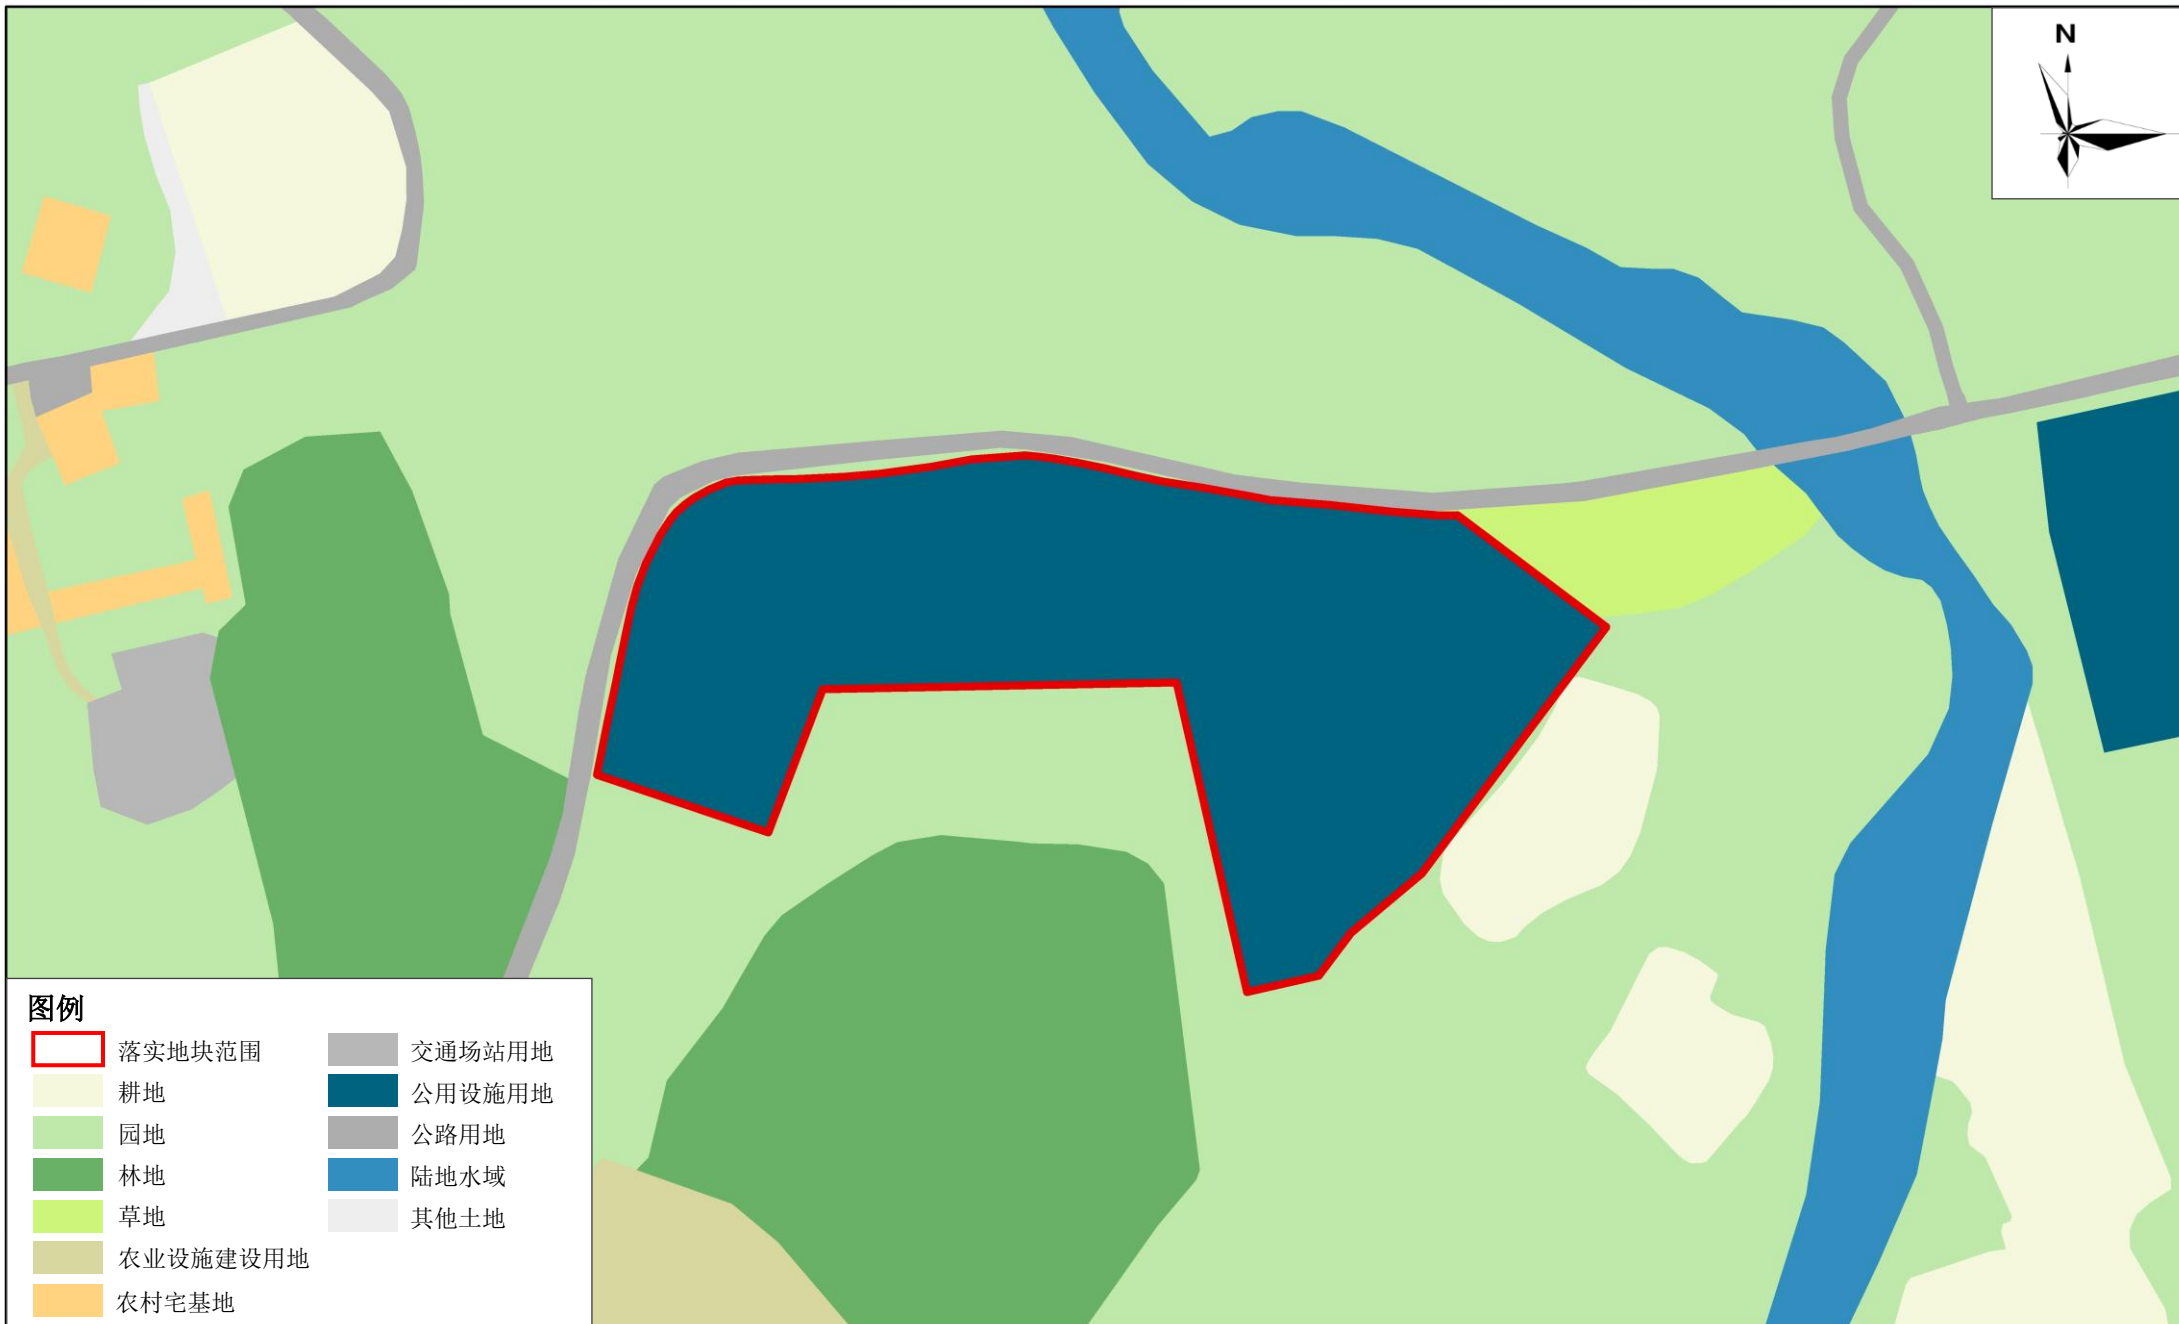 N
图例
落实地块范围
耕地
园地
林地
草地
农业设施建设用地
农村宅基地
交通场站用地
公用设施用地
公路用地
陆地水域
其他土地